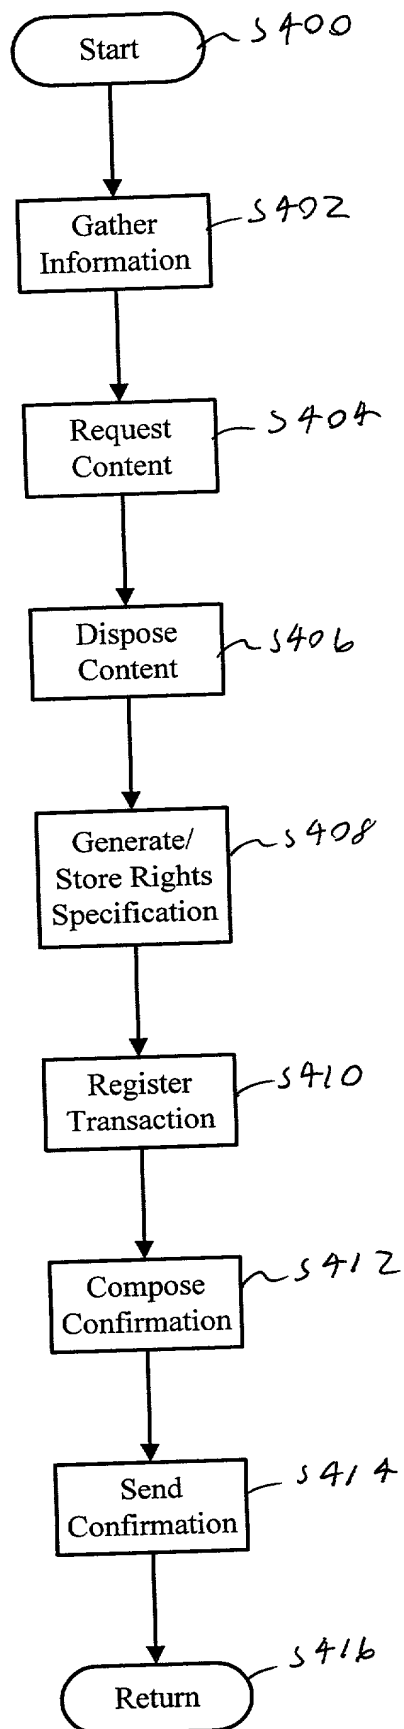 Start
S400
Gather
Information
S402
Request
Content
S404
Dispose
Content
S406
Generate/
Store Rights
Specification
S408
Register
Transaction
S410
Compose
Confirmation
S412
Send
Confirmation
S414
Return
S416